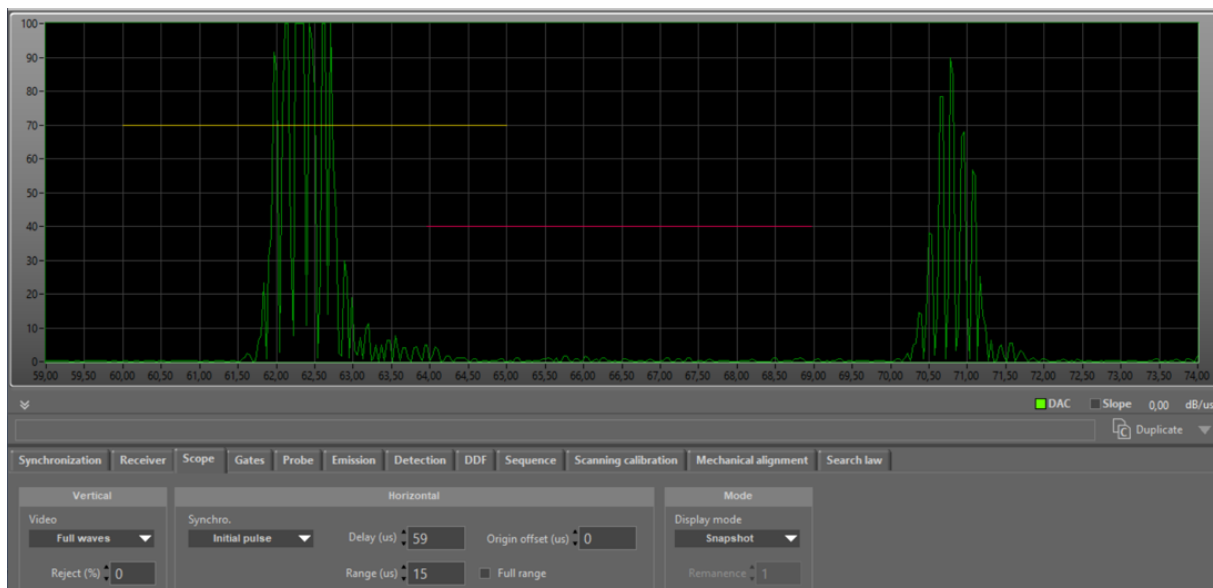 100
90
80
70
60
50
40
30
20
10
0
59,00 59,50 60,00 60,50 61,00 61,50 62,00 62,50 63,00 63,50 64,00 64,50 65,00 65,50 66,00 66,50 67,00 67,50 68,00 68,50 69,00 69,50 70,00 70,50 71,00 71,50 72,00 72,50 73,00 73,50 74,00
DAC Slope 0,00 dB/us
Duplicate
Synchronization Receiver Scope Gates Probe Emission Detection DDF Sequence Scanning calibration Mechanical alignment Search law
Vertical Horizontal Mode
Video Synchro. Display mode
Full waves Initial pulse Delay (us) 59 Origin offset (us) 0 Snapshot
Reject (%) 0 Range (us) 15 Full range Remanence 1